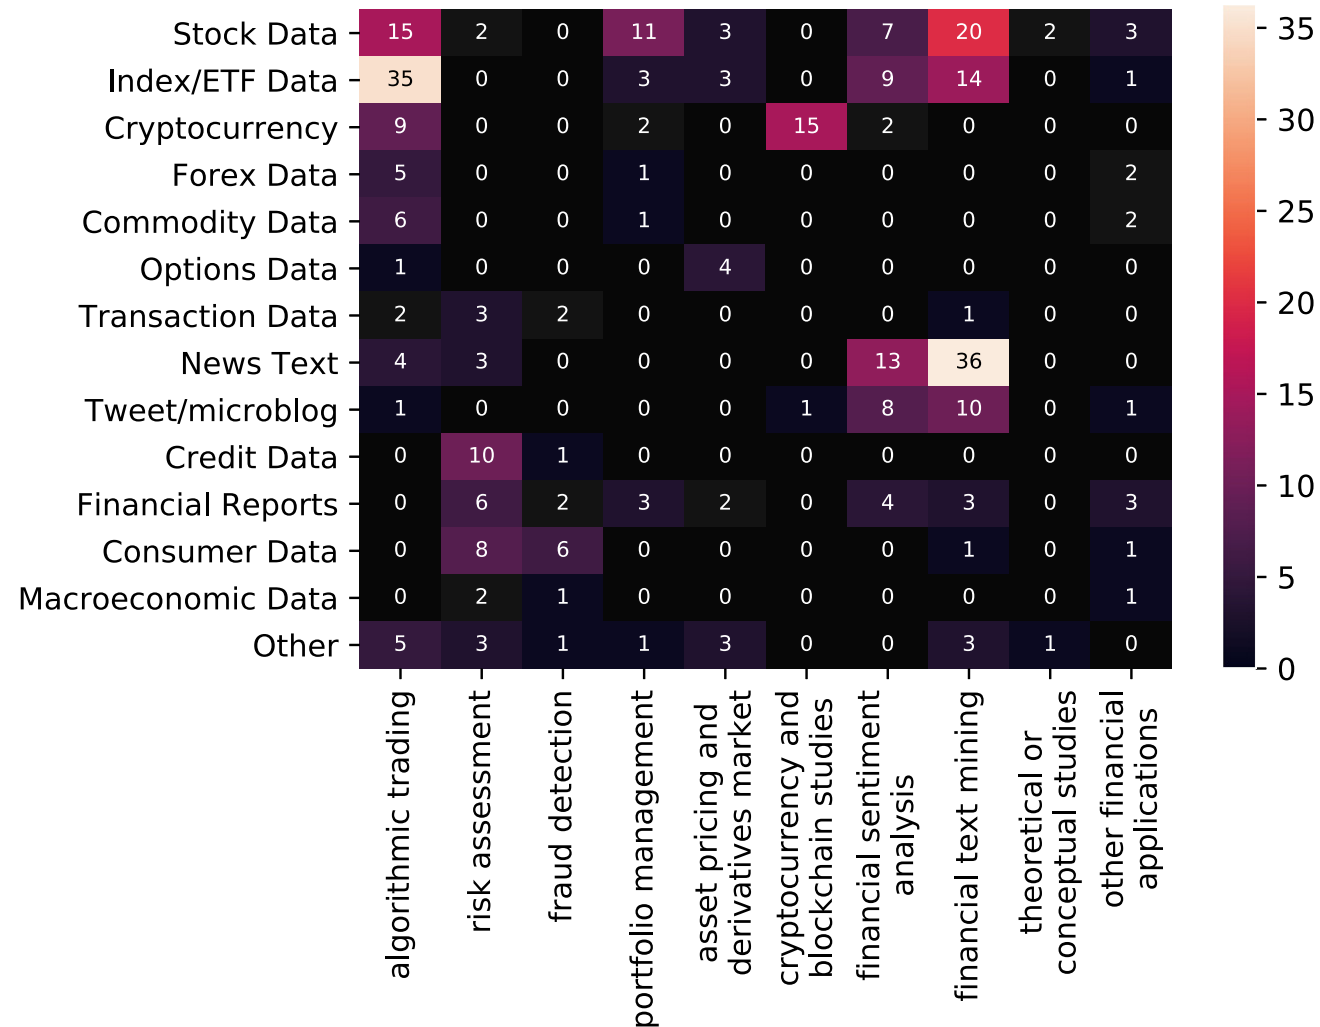 Stock Data 15 2 0 11 3 0 7 20 2 3
Index/ETF Data 35 0 0 3 3 0 9 14 0 1
Cryptocurrency 9 0 0 2 0 15 2 0 0 0
Forex Data 5 0 0 1 0 0 0 0 0 2
Commodity Data 6 0 0 1 0 0 0 0 0 2
Options Data 1 0 0 0 4 0 0 0 0 0
Transaction Data 2 3 2 0 0 0 0 1 0 0
News Text 4 3 0 0 0 0 13 36 0 0
Tweet/microblog 1 0 0 0 0 1 8 10 0 1
Credit Data 0 10 1 0 0 0 0 0 0 0
Financial Reports 0 6 2 3 2 0 4 3 0 3
Consumer Data 0 8 6 0 0 0 0 1 0 1
Macroeconomic Data 0 2 1 0 0 0 0 0 0 1
Other 5 3 1 1 3 0 0 3 1 0
algorithmic trading
risk assessment
fraud detection
portfolio management
asset pricing and
derivatives market
cryptocurrency and
blockchain studies
financial sentiment
analysis
financial text mining
theoretical or
conceptual studies
other financial
applications
35
30
25
20
15
10
5
0